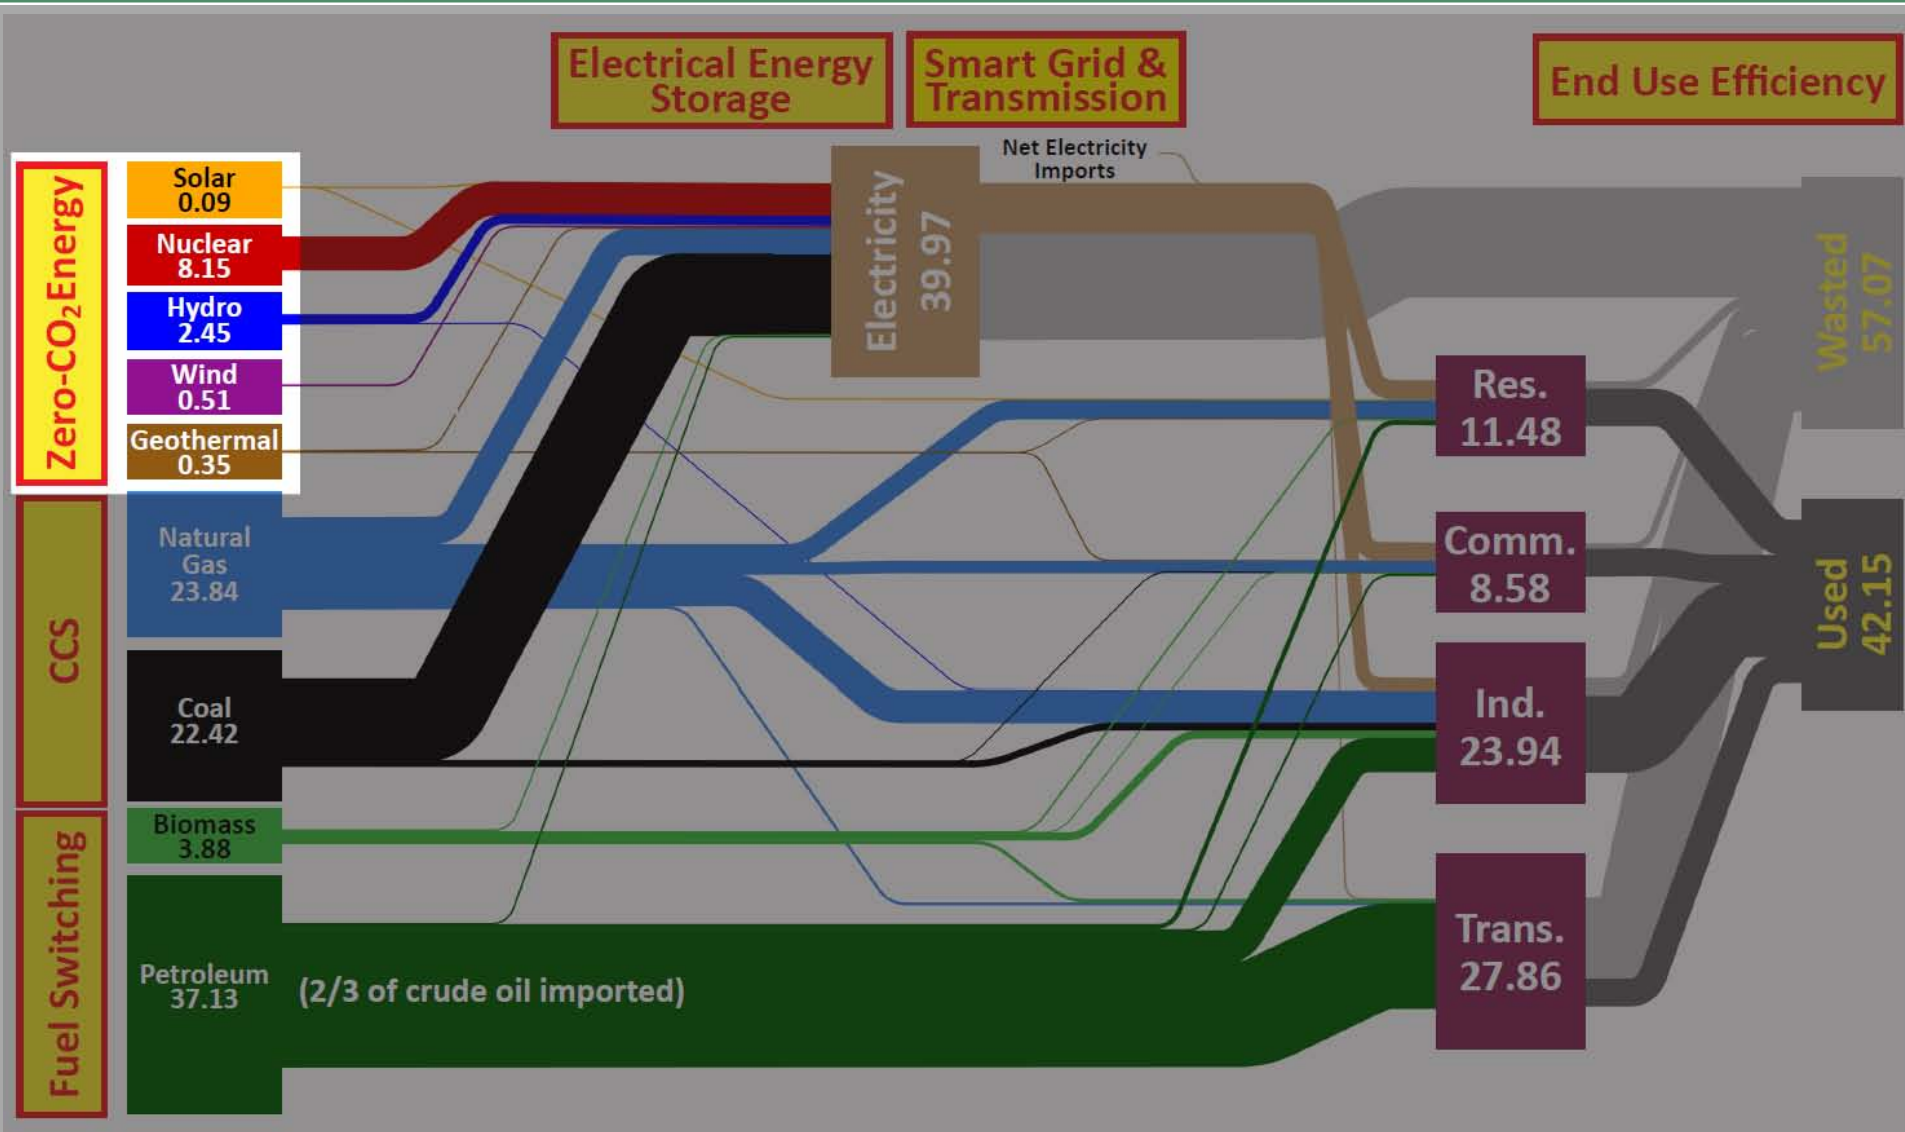 Electrical Energy
Storage
Smart Grid &
Transmission
End Use Efficiency
Net Electricity
Imports
Zero-CO₂Energy
Solar
0.09
Nuclear
8.15
Hydro
2.45
Wind
0.51
Geothermal
0.35
CCS
Natural
Gas
23.84
Coal
22.42
Fuel Switching
Biomass
3.88
Petroleum
37.13
(2/3 of crude oil imported)
Electricity
39.97
Res.
11.48
Comm.
8.58
Ind.
23.94
Trans.
27.86
Wasted
57.07
Used
42.15